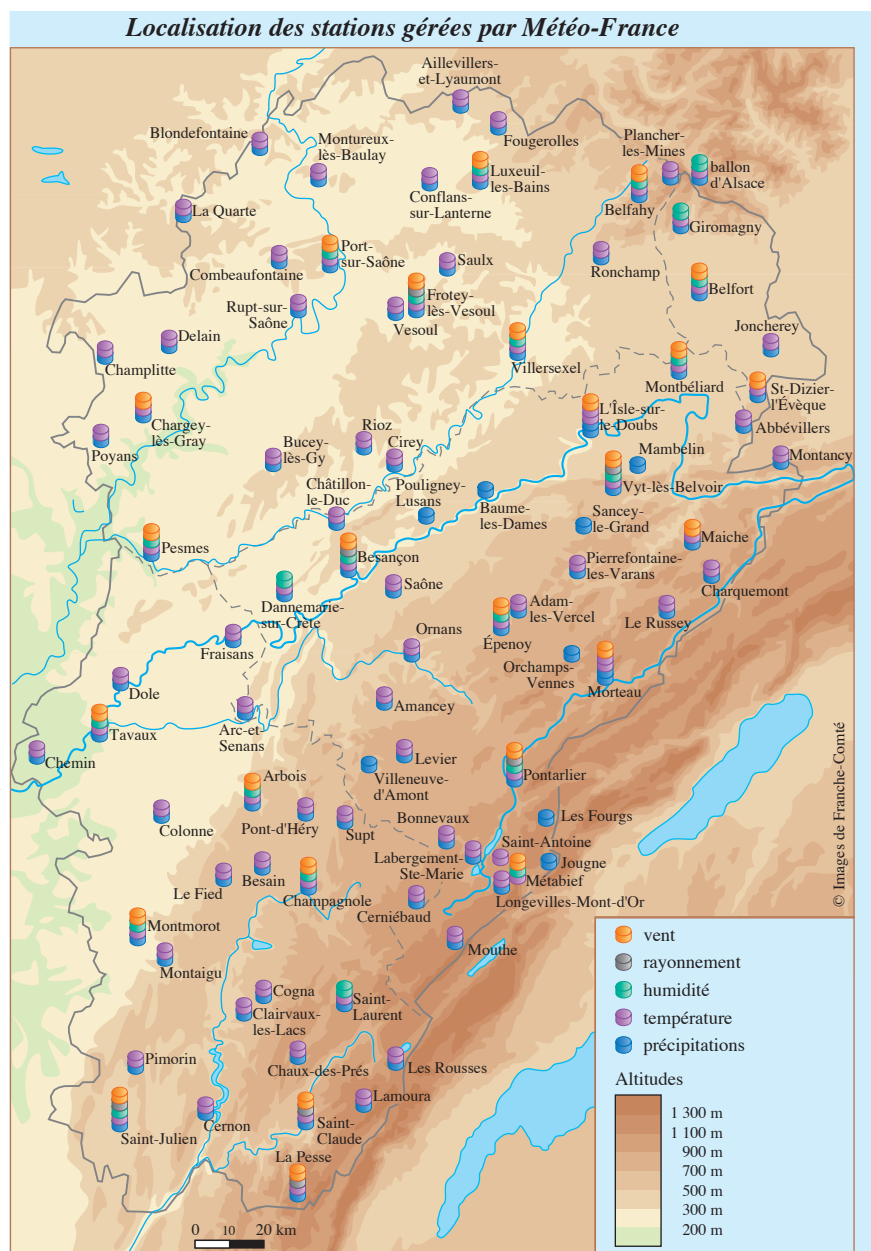 Localisation des stations gérées par Météo-France
Aillevillers-
et-Lyaumont
Blondefontaine
Montureux-
lès-Baulay
Fougerolles
Plancher-
les-Mines
ballon
d'Alsace
Luxeuil-
les-Bains
Conflans-
sur-Lanterne
Belfahy
La Quarte
Giromagny
Port-
sur-Saône
Combeaufontaine
Saulx
Ronchamp
Belfort
Rupt-sur-
Saône
Frotey-
lès-Vesoul
Vesoul
Delain
Champlitte
Villersexel
Joncherey
Montbéliard
St-Dizier-
l'Évèque
Chargey-
lès-Gray
L'Îsle-sur-
le-Doubs
Abbévillers
Poyans
Rioz
Bucey-
lès-Gy
Cirey
Mambelin
Montancy
Châtillon-
le-Duc
Pouligney-
Lusans
Baume-
les-Dames
Vyt-lès-Belvoir
Sancey-
le-Grand
Maiche
Pesmes
Besançon
Pierrefontaine-
les-Varans
Charquemont
Saône
Dannemarie-
sur-Crète
Adam-
les-Vercel
Le Russey
Épenoy
Fraisans
Ornans
Orchamps-
Vennes
Morteau
Dole
Amancey
Arc-et-
Senans
Tavaux
Chemin
Levier
Villeneuve-
d'Amont
Pontarlier
Arbois
Colonne
Pont-d'Héry
Supt
Bonnevaux
Les Fourgs
Saint-Antoine
Labergement-
Ste-Marie
Jougne
Métabief
Longevilles-Mont-d'Or
Le Fied
Besain
Champagnole
Cerniébaud
Montmorot
Mouthe
Montaigu
Cogna
Clairvaux-
les-Lacs
Saint-
Laurent
Pimorin
Chaux-des-Prés
Les Rousses
Lamoura
Saint-Julien
Cernon
Saint-
Claude
La Pesse
0 10 20 km
© Images de Franche-Comté
vent
rayonnement
humidité
température
précipitations
Altitudes
1 300 m
1 100 m
900 m
700 m
500 m
300 m
200 m